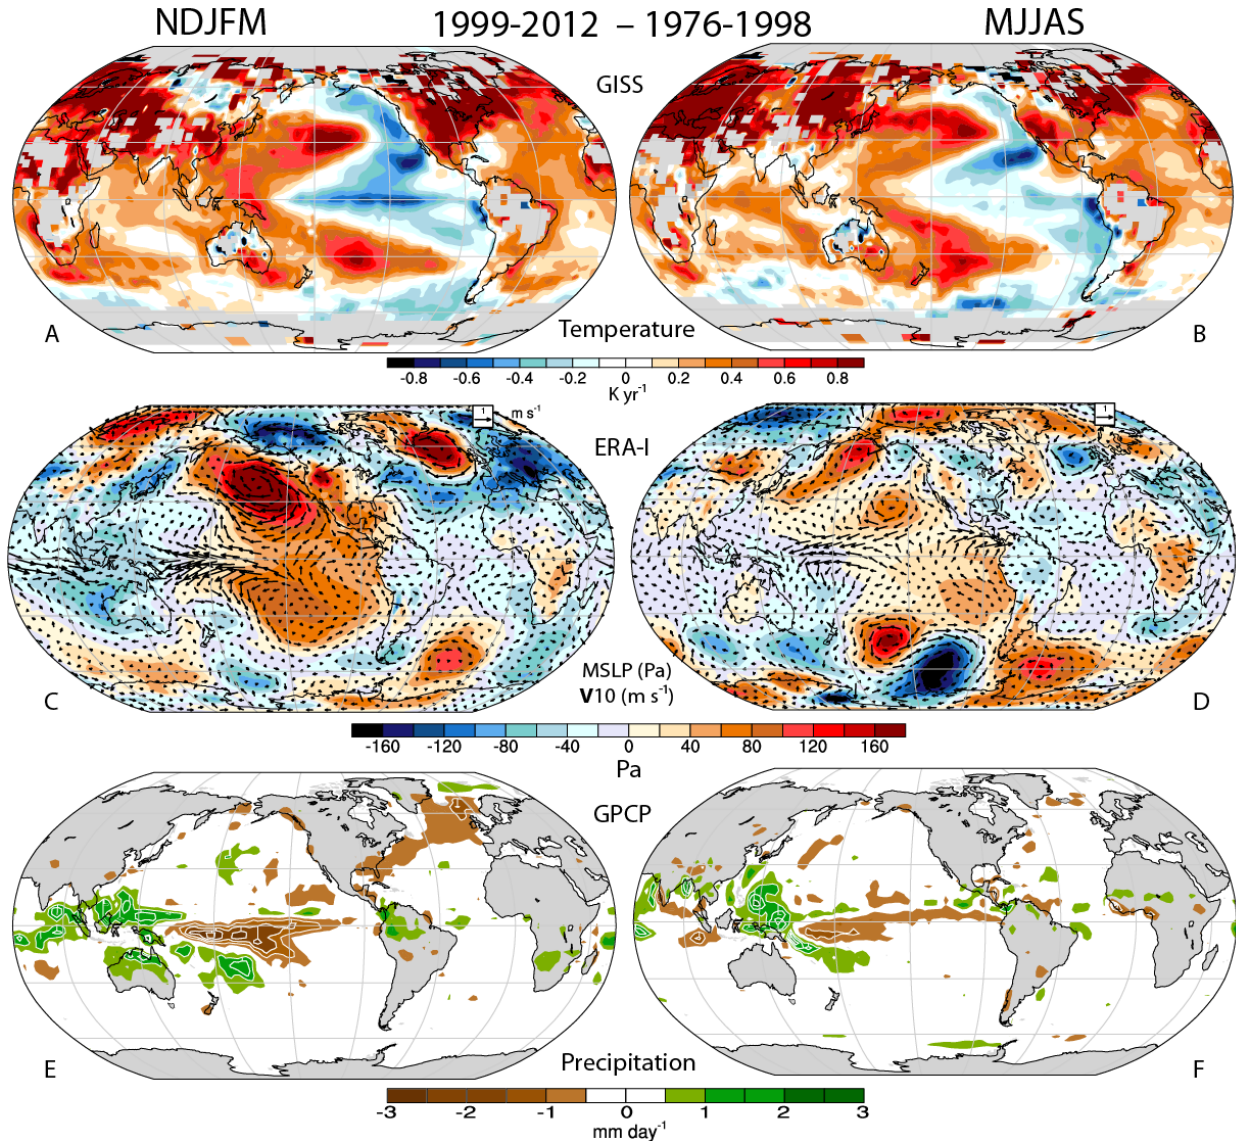 NDJFM 1999-2012 – 1976-1998 MJJAS
GISS
A Temperature B
-0.8 -0.6 -0.4 -0.2 0 0.2 0.4 0.6 0.8
K yr-1
1 m s-1 1
ERA-I
MSLP (Pa)
C V10 (m s-1) D
-160 -120 -80 -40 0 40 80 120 160
Pa
GPCP
E Precipitation F
-3 -2 -1 0 1 2 3
mm day-1